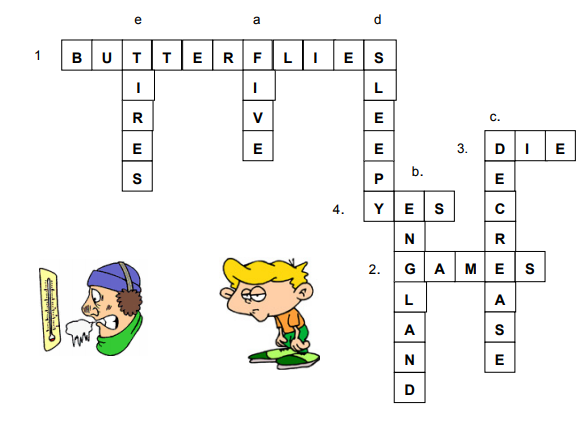 e a d
1 B U T T E R F L I E S
I I L
R V E c.
E E E 3. D I E
S P b. E
4. Y E S C
N R
2. G A M E S
L A
A S
N E
D